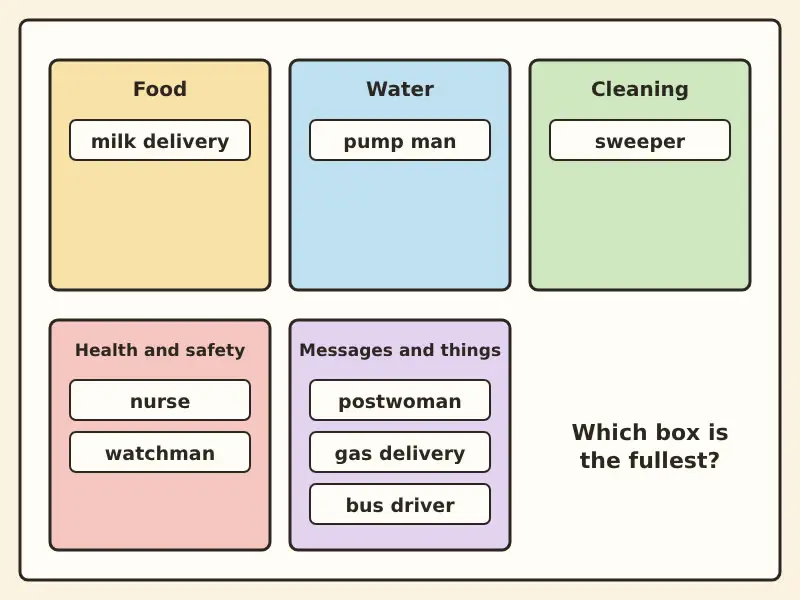 Food
milk delivery
Water
pump man
Cleaning
sweeper
Health and safety
nurse
watchman
Messages and things
postwoman
gas delivery
bus driver
Which box is
the fullest?